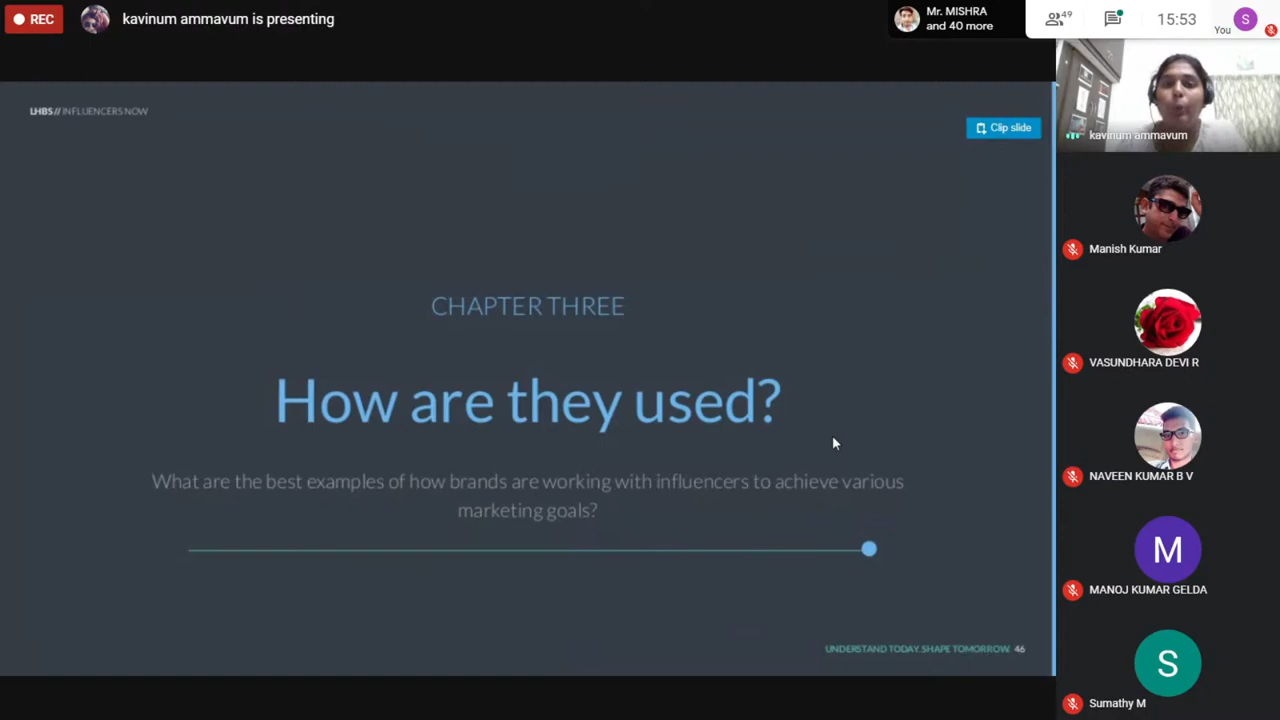 REC
kavinum ammavum is presenting
Mr. MISHRA
and 40 more
49
15:53
You
S
LHBS// INFLUENCERS NOW
Clip slide
kavinum ammavum
CHAPTER THREE
How are they used?
What are the best examples of how brands are working with influencers to achieve various
marketing goals?
UNDERSTAND TODAY. SHAPE TOMORROW. 46
Manish Kumar
VASUNDHARA DEVI R
NAVEEN KUMAR B V
M
MANOJ KUMAR GELDA
S
Sumathy M